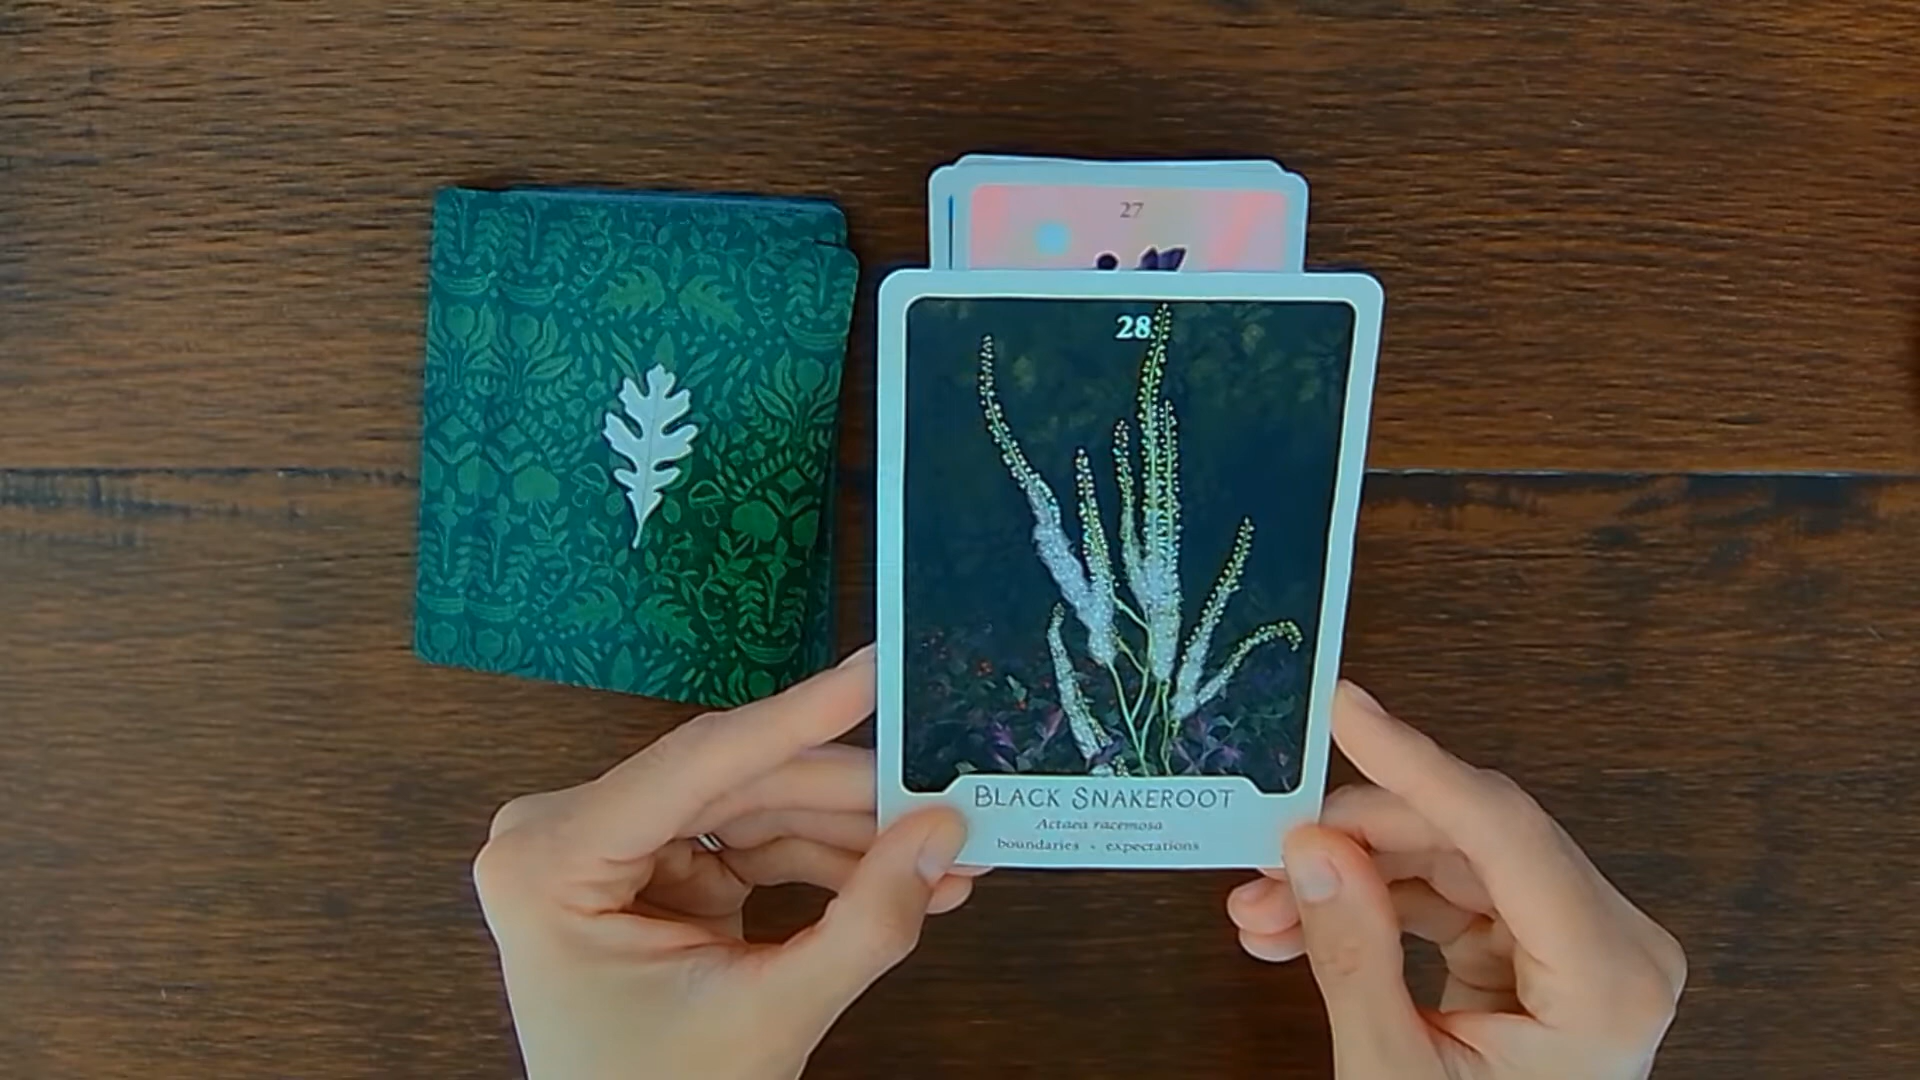 27
28
BLACK SNAKEROOT
Actaea racemosa
boundaries • expectations